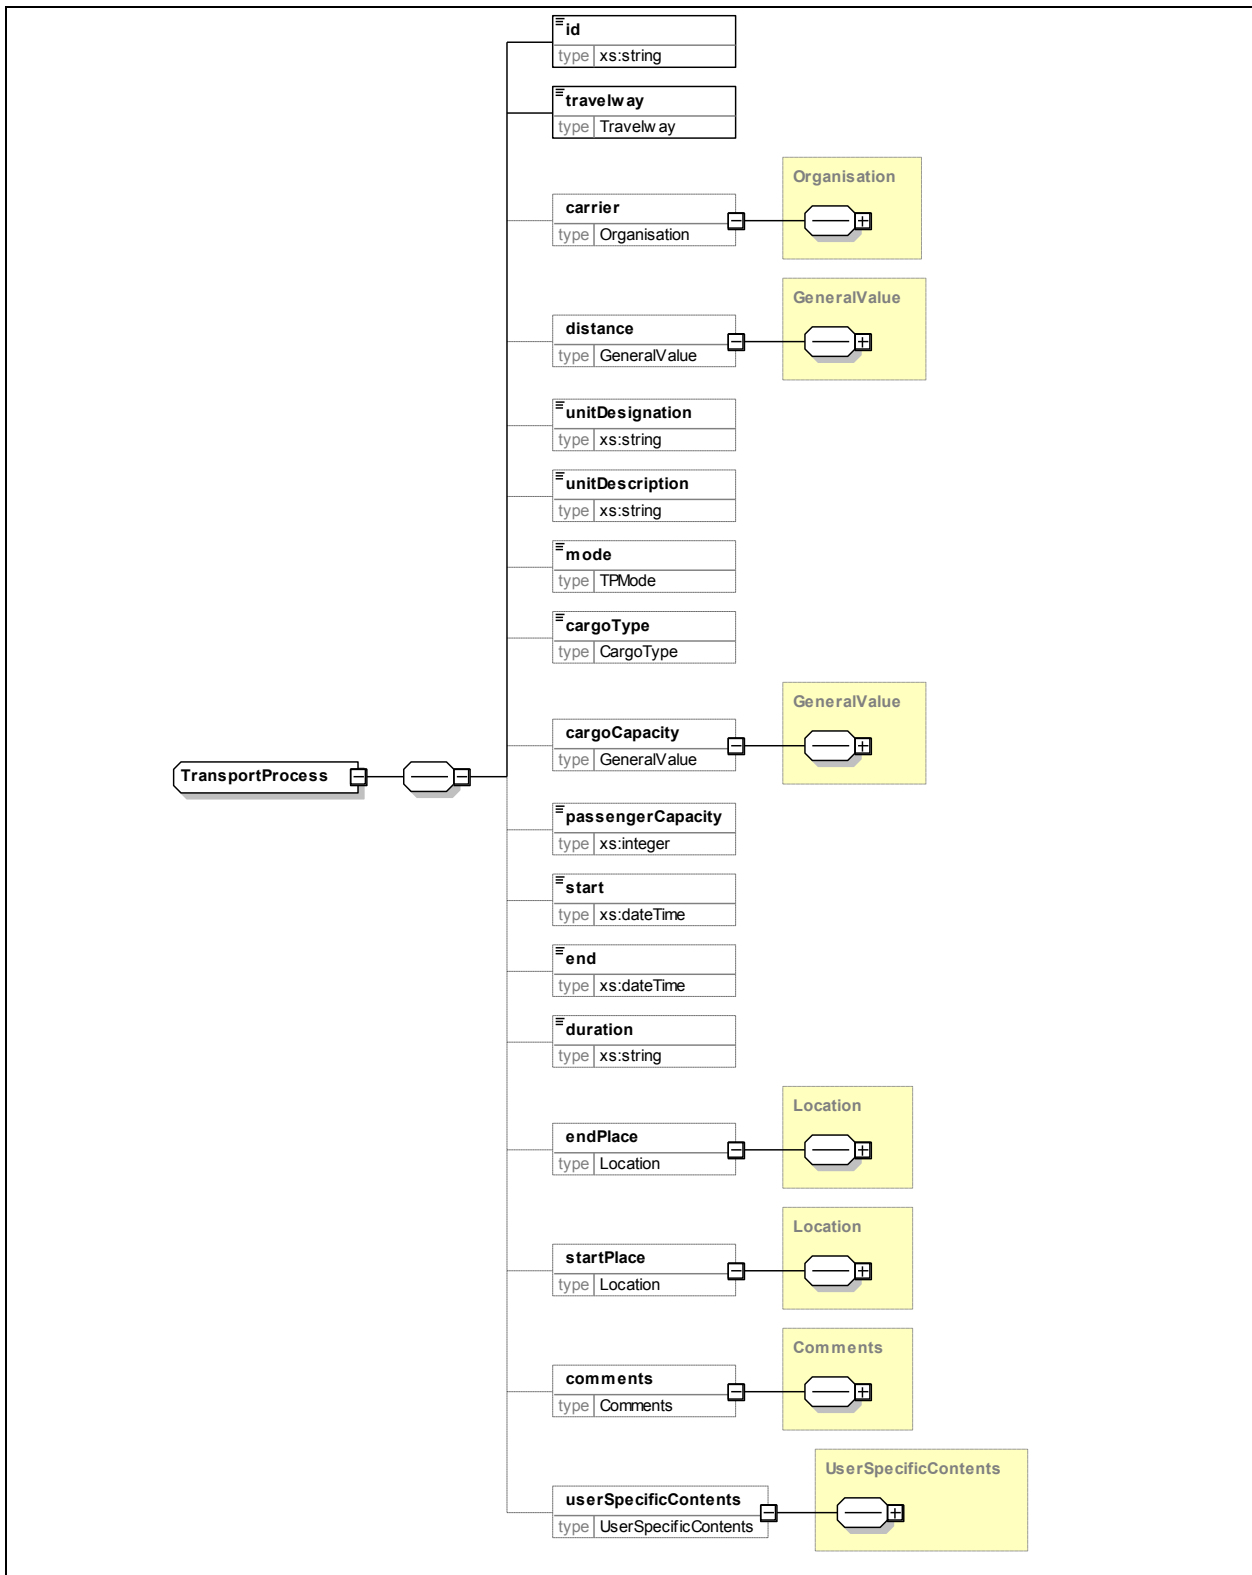 id
type xs:string
travelway
type Travelway
Organisation
carrier
type Organisation
GeneralValue
distance
type GeneralValue
unitDesignation
type xs:string
unitDescription
type xs:string
mode
type TPMode
cargoType
type CargoType
GeneralValue
cargoCapacity
type GeneralValue
TransportProcess
passengerCapacity
type xs:integer
start
type xs:dateTime
end
type xs:dateTime
duration
type xs:string
Location
endPlace
type Location
Location
startPlace
type Location
Comments
comments
type Comments
UserSpecificContents
userSpecificContents
type UserSpecificContents